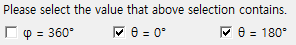 Please select the value that above selection contains.
φ = 360° θ = 0° θ = 180°